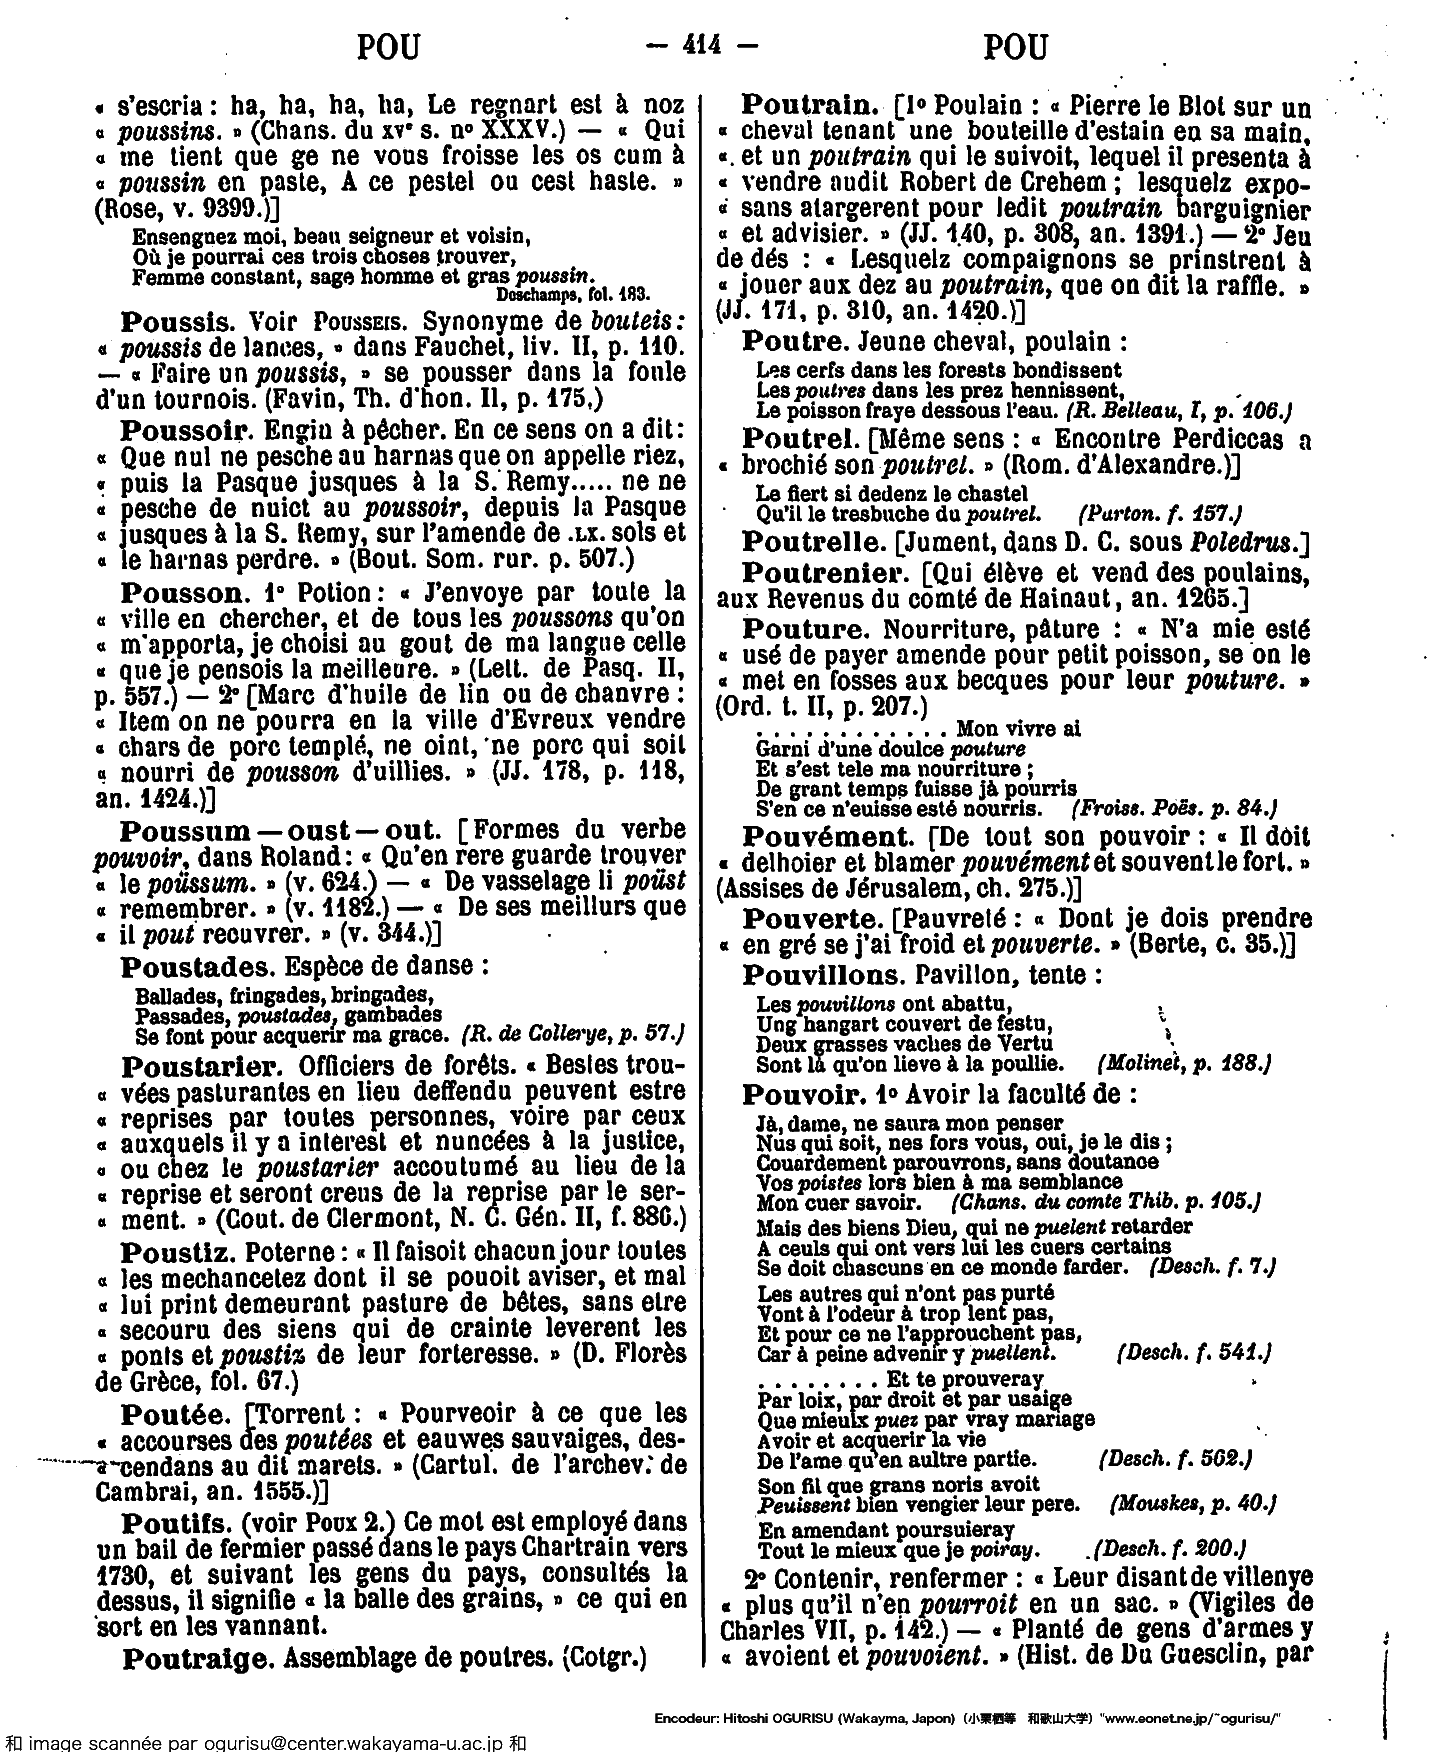 POU — 414 — POU
« s'escria : ha, ha, ha, ha, Le regnart est à noz
« poussins. » (Chans. du xvᵉ s. nº XXXV.) — « Qui
« me tient que ge ne vous froisse les os cum à
« poussin en paste, A ce pestel ou cest haste. »
(Rose, v. 9399.)]
Ensengnez moi, beau seigneur et voisin,
Où je pourrai ces trois choses trouver,
Femme constant, sage homme et gras poussin.
Deschamps, fol. 183.
Poussis. Voir Pousseis. Synonyme de bouteis :
« poussis de lances, » dans Fauchet, liv. II, p. 110.
— « Faire un poussis, » se pousser dans la foule
d'un tournois. (Favin, Th. d'hon. II, p. 175.)
Poussoir. Engin à pêcher. En ce sens on a dit :
« Que nul ne pesche au harnas que on appelle riez,
« puis la Pasque jusques à la S. Remy..... ne ne
« pesche de nuict au poussoir, depuis la Pasque
« jusques à la S. Remy, sur l'amende de .LX. sols et
« le harnas perdre. » (Bout. Som. rur. p. 507.)
Pousson. 1º Potion : « J'envoye par toute la
« ville en chercher, et de tous les poussons qu'on
« m'apporta, je choisi au gout de ma langue celle
« que je pensois la meilleure. » (Lett. de Pasq. II,
p. 557.) — 2º [Marc d'huile de lin ou de chanvre :
« Item on ne pourra en la ville d'Evreux vendre
« chars de porc templé, ne oint, ne porc qui soit
« nourri de pousson d'uillies. » (JJ. 178, p. 118,
an. 1424.)]
Poussum — oust — out. [Formes du verbe
pouvoir, dans Roland : « Qu'en rere guarde trouver
« le poüssum. » (v. 624.) — « De vasselage li poüst
« remembrer. » (v. 1182.) — « De ses meillurs que
« il pout recuvrer. » (v. 344.)]
Poustades. Espèce de danse :
Ballades, fringades, bringades,
Passades, poustades, gambades
Se font pour acquerir ma grace. (R. de Collerye, p. 57.)
Poustarier. Officiers de forêts. « Bestes trou-
« vées pasturantes en lieu deffendu peuvent estre
« reprises par toutes personnes, voire par ceux
« auxquels il y a interest et nuncées à la justice,
« ou chez le poustarier accoutumé au lieu de la
« reprise et seront creus de la reprise par le ser-
« ment. » (Cout. de Clermont, N. C. Gén. II, f. 886.)
Poustiz. Poterne : « Il faisoit chacun jour toutes
« les mechancetez dont il se pouoit aviser, et mal
« lui print demeurant pasture de bêtes, sans etre
« secouru des siens qui de crainte leverent les
« ponts et poustiz de leur forteresse. » (D. Florès
de Grèce, fol. 67.)
Poutée. [Torrent : « Pourveoir à ce que les
« accourses des poutées et eauwes sauvaiges, des-
« cendans au dit marets. » (Cartul. de l'archev. de
Cambrai, an. 1555.)]
Poutifs. (voir Poux 2.) Ce mot est employé dans
un bail de fermier passé dans le pays Chartrain vers
1730, et suivant les gens du pays, consultés la
dessus, il signifie « la balle des grains, » ce qui en
sort en les vannant.
Poutraige. Assemblage de poutres. (Cotgr.)
Poutrain. [1º Poulain : « Pierre le Blot sur un
« cheval tenant une bouteille d'estain en sa main,
« et un poutrain qui le suivoit, lequel il presenta à
« vendre audit Robert de Crehem ; lesquelz expo-
« sans atargerent pour ledit poutrain barguignier
« et advisier. » (JJ. 140, p. 308, an. 1391.) — 2º Jeu
de dés : « Lesquelz compaignons se prinstrent à
« jouer aux dez au poutrain, que on dit la raffle. »
(JJ. 171, p. 310, an. 1420.)]
Poutre. Jeune cheval, poulain :
Les cerfs dans les forests bondissent
Les poutres dans les prez hennissent,
Le poisson fraye dessous l'eau. (R. Belleau, I, p. 106.)
Poutrel. [Même sens : « Encontre Perdiccas a
« brochié son poutrel. » (Rom. d'Alexandre.)]
Le fiert si dedenz le chastel
Qu'il le tresbuche du poutrel. (Parton. f. 157.)
Poutrelle. [Jument, dans D. C. sous Poledrus.]
Poutrenier. [Qui élève et vend des poulains,
aux Revenus du comté de Hainaut, an. 1265.]
Pouture. Nourriture, pâture : « N'a mie esté
« usé de payer amende pour petit poisson, se on le
« met en fosses aux becques pour leur pouture. »
(Ord. t. II, p. 207.)
. . . . . . . . . . . . Mon vivre ai
Garni d'une doulce pouture
Et s'est tele ma nourriture ;
De grant temps fuisse jà pourris
S'en ce n'euisse esté nourris. (Froiss. Poës. p. 84.)
Pouvément. [De tout son pouvoir : « Il doit
« delhoier et blamer pouvément et souvent le fort. »
(Assises de Jérusalem, ch. 275.)]
Pouverte. [Pauvreté : « Dont je dois prendre
« en gré se j'ai froid et pouverte. » (Berte, c. 35.)]
Pouvillons. Pavillon, tente :
Les pouvillons ont abattu,
Ung hangart couvert de festu,
Deux grasses vaches de Vertu
Sont là qu'on lieve à la poullie. (Molinet, p. 188.)
Pouvoir. 1º Avoir la faculté de :
Jà, dame, ne saura mon penser
Nus qui soit, nes fors vous, oui, je le dis ;
Couardement parouvrons, sans doutance
Vos poistes lors bien à ma semblance
Mon cuer savoir. (Chans. du comte Thib. p. 105.)
Mais des biens Dieu, qui ne puelent retarder
A ceuls qui ont vers lui les cuers certains
Se doit chascuns en ce monde farder. (Desch. f. 7.)
Les autres qui n'ont pas purté
Vont à l'odeur à trop lent pas,
Et pour ce ne l'approuchent pas,
Car à peine advenir y puellent. (Desch. f. 541.)
. . . . . . . . Et te prouveray
Par loix, par droit et par usaige
Que mieulx puez par vray mariage
Avoir et acquerir la vie
De l'ame qu'en aultre partie. (Desch. f. 562.)
Son fil que grans noris avoit
Peuissent bien vengier leur pere. (Mouskes, p. 40.)
En amendant poursuieray
Tout le mieux que je poiray. (Desch. f. 200.)
2º Contenir, renfermer : « Leur disant de villenye
« plus qu'il n'en pourroit en un sac. » (Vigiles de
Charles VII, p. 142.) — « Planté de gens d'armes y
« avoient et pouvoient. » (Hist. de Du Guesclin, par
Encodeur: Hitoshi OGURISU (Wakayma, Japon) (小栗栖等 和歌山大学) "www.eonet.ne.jp/~ogurisu/"
和 image scannée par ogurisu@center.wakayama-u.ac.jp 和